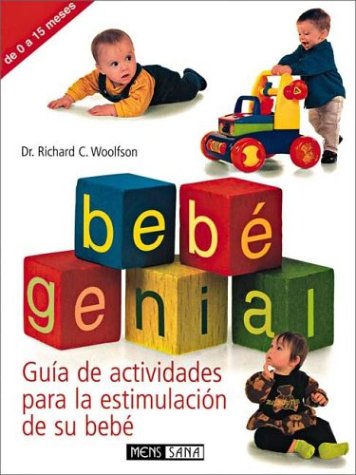 de 0 a 15 meses
Dr. Richard C. Woolfson
bebé
genial
Guía de actividades
para la estimulación
de su bebé
MENS SANA